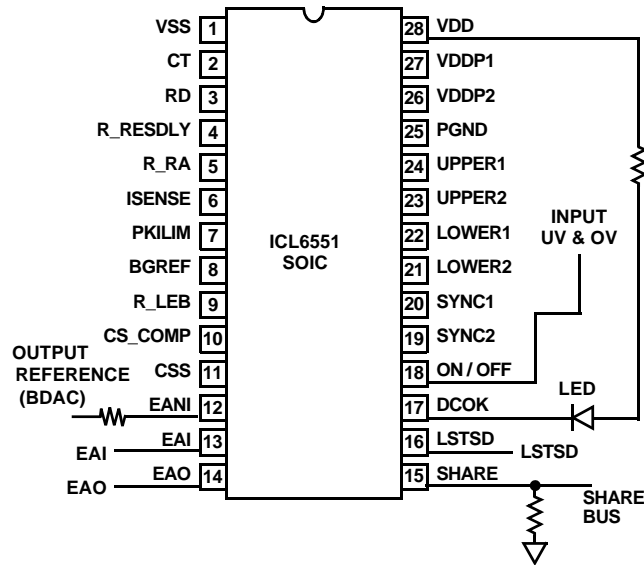 VSS 1
CT 2
RD 3
R_RESDLY 4
R_RA 5
ISENSE 6
PKILIM 7
BGREF 8
R_LEB 9
CS_COMP 10
CSS 11
EANI 12
EAI 13
EAO 14
OUTPUT
REFERENCE
(BDAC)
EAI
EAO
ICL6551
SOIC
28 VDD
27 VDDP1
26 VDDP2
25 PGND
24 UPPER1
23 UPPER2
22 LOWER1
21 LOWER2
20 SYNC1
19 SYNC2
18 ON / OFF
17 DCOK
16 LSTSD
15 SHARE
INPUT
UV & OV
LED
LSTSD
SHARE
BUS